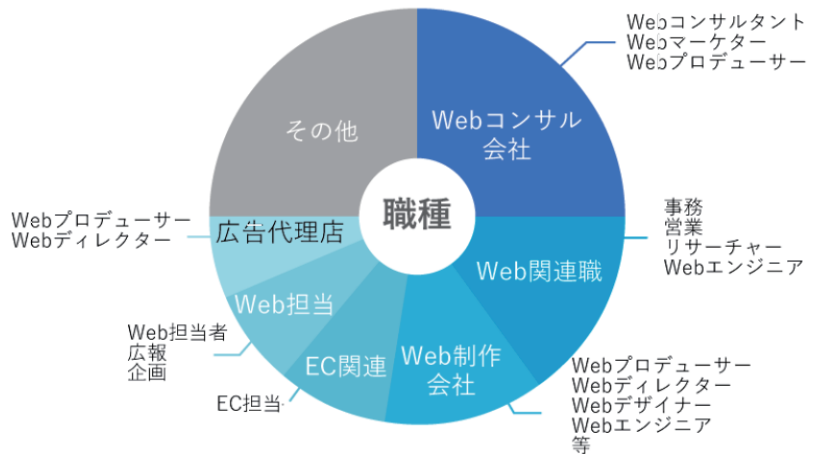 Webコンサルタント
Webマーケター
Webプロデューサー
Webコンサル
会社
その他
職種
事務
営業
リサーチャー
Webエンジニア
Web関連職
Webプロデューサー
Webディレクター
広告代理店
Web担当
Web担当者
広報
企画
EC関連
EC担当
Web制作
会社
Webプロデューサー
Webディレクター
Webデザイナー
Webエンジニア
等